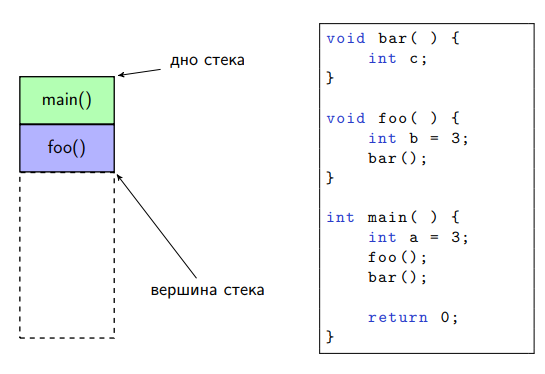 дно стека
main()
foo()
вершина стека
void bar( ) {
    int c;
}

void foo( ) {
    int b = 3;
    bar();
}

int main( ) {
    int a = 3;
    foo();
    bar();

    return 0;
}